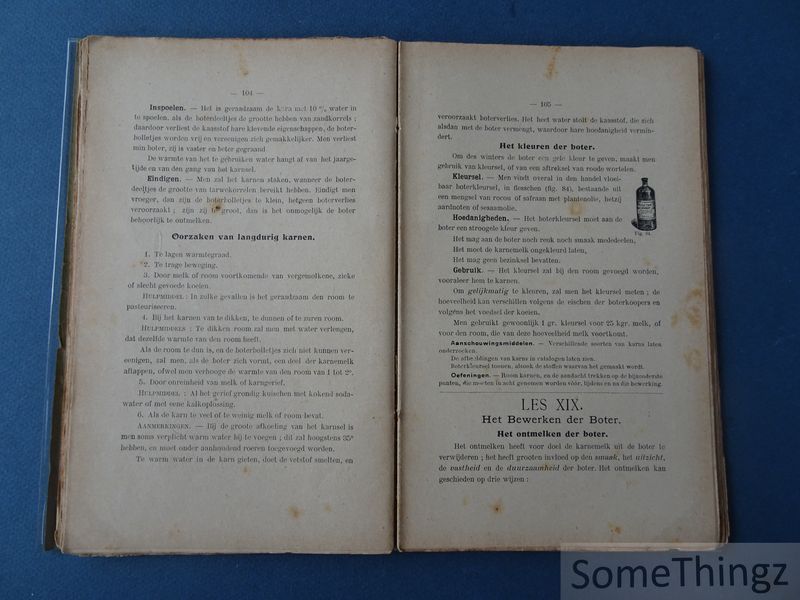 — 104 —
Inspoelen. — Het is geraadzaam de karn met 10 % water in
te spoelen, als de boterdeeltjes de grootte hebben van zandkorrels ;
daardoor verliest de kaasstof hare klevende eigenschappen, de boter-
bolletjes worden vrij en vereenigen zich gemakkelijker. Men verliest
min boter, zij is vaster en beter gegraand
De warmte van het te gebruiken water hangt af van het jaarge-
tijde en van den gang van het karnsel.
Eindigen. — Men zal het karnen staken, wanneer de boter-
deeltjes de grootte van tarwekorrelen bereikt hebben. Eindigt men
vroeger, dan zijn de boterbolletjes te klein, hetgeen boterverlies
veroorzaakt ; zijn zij te groot, dan is het onmogelijk de boter
behoorlijk te ontmelken.
Oorzaken van langdurig karnen.
1. Te lagen warmtegraad.
2. Te trage beweging.
3. Door melk of room voortkomende van vergemolkene, zieke
of slecht gevoede koeien.
HULPMIDDEL : In zulke gevallen is het geraadzaam den room te
pasteuriseeren.
4. Bij het karnen van te dikken, te dunnen of te zuren room.
HULPMIDDELS : Te dikken room zal men met water verlengen,
dat dezelfde warmte van den room heeft.
Als de room te dun is, en de boterbolletjes zich niet kunnen ver-
eenigen, zal men, als de boter zich vormt, een deel der karnemelk
aflappen, ofwel men verhooge de warmte van den room van 1 tot 2°.
5. Door onreinheid van melk of karngerief.
HULPMIDDEL : Al het gerief grondig kuischen met kokend soda-
water of met eene kalkoplossing.
6. Als de karn te veel of te weinig melk of room bevat.
AANMERKINGEN. — Bij de groote afkoeling van het karnsel is
men soms verplicht warm water bij te voegen ; dit zal hoogstens 35°
hebben, en moet onder aanhoudend roeren toegevoegd worden.
Te warm water in de karn gieten, doet de vetstof smelten, en
— 105 —
veroorzaakt boterverlies. Het heet water stolt de kaasstof, die zich
alsdan met de boter vermengt, waardoor hare hoedanigheid vermin-
dert.
Het kleuren der boter.
Om des winters de boter een gele kleur te geven, maakt men
gebruik van kleursel, of van een aftreksel van roode wortelen.
Kleursel. — Men vindt overal in den handel vloei-
baar boterkleursel, in flesschen (fig. 84), bestaande uit
een mengsel van rocou of safraan met plantenolie, hetzij
aardnoten of sesaamolie.
Hoedanigheden. — Het boterkleursel moet aan de
boter een stroogele kleur geven.
Fig. 84.
Het mag aan de boter noch reuk noch smaak mededeelen,
Het moet de karnemelk ongekleurd laten,
Het mag geen bezinksel bevatten.
Gebruik. — Het kleursel zal bij den room gevoegd worden,
vooraleer hem te karnen.
Om gelijkmatig te kleuren, zal men het kleursel meten ; de
hoeveelheid kan verschillen volgens de eischen der boterkoopers en
volgens het voedsel der koeien.
Men gebruikt gewoonlijk 1 gr. kleursel voor 25 kgr. melk, of
voor den room, die van deze hoeveelheid melk voortkomt.
Aanschouwingsmiddelen. — Verschillende soorten van karns laten
onderzoeken.
De afbeeldingen van karns in catalogen laten zien.
Boterkleursel toonen, alsook de stoffen waarvan het gemaakt wordt.
Oefeningen. — Room karnen, en de aandacht trekken op de bijzonderste
punten, die moeten in acht genomen worden vóór, tijdens en na die bewerking.
LES XIX.
Het Bewerken der Boter.
Het ontmelken der boter.
Het ontmelken heeft voor doel de karnemelk uit de boter te
verwijderen ; het heeft grooten invloed op den smaak, het uitzicht,
de vastheid en de duurzaamheid der boter. Het ontmelken kan
geschieden op drie wijzen :
SomeThingz